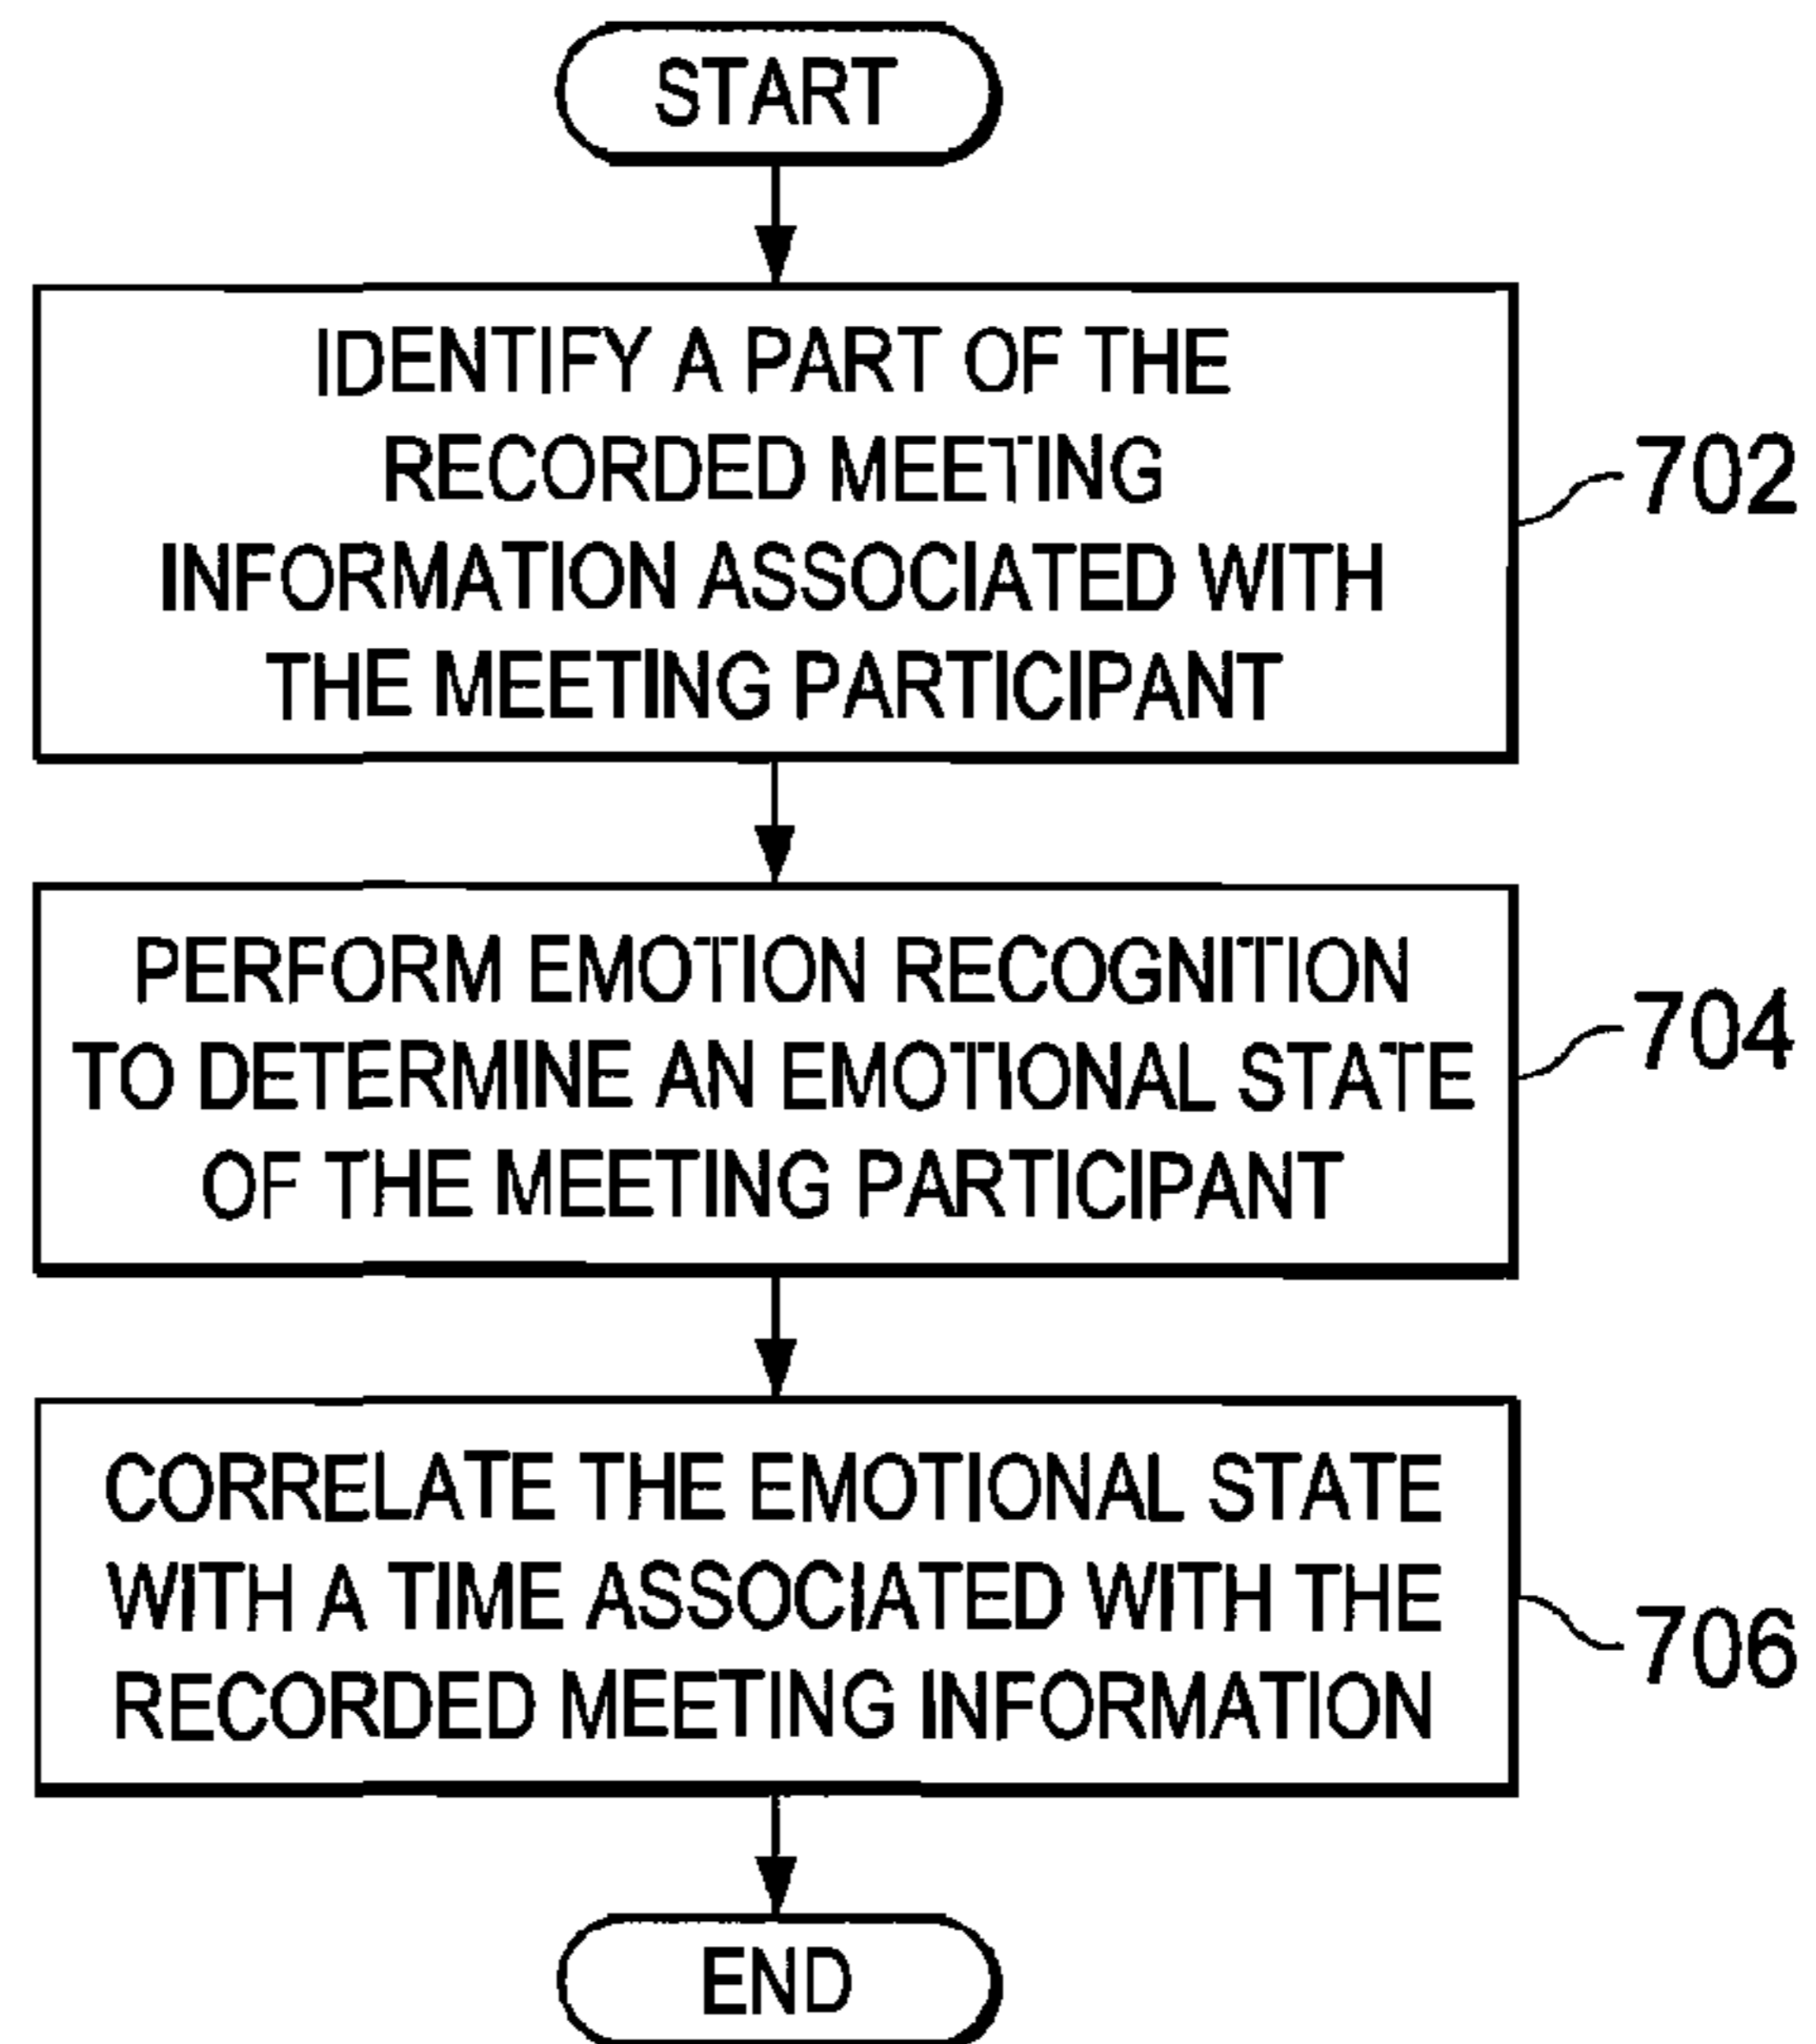 START
IDENTIFY A PART OF THE
RECORDED MEETING
INFORMATION ASSOCIATED WITH
THE MEETING PARTICIPANT
702
PERFORM EMOTION RECOGNITION
TO DETERMINE AN EMOTIONAL STATE
OF THE MEETING PARTICIPANT
704
CORRELATE THE EMOTIONAL STATE
WITH A TIME ASSOCIATED WITH THE
RECORDED MEETING INFORMATION
706
END